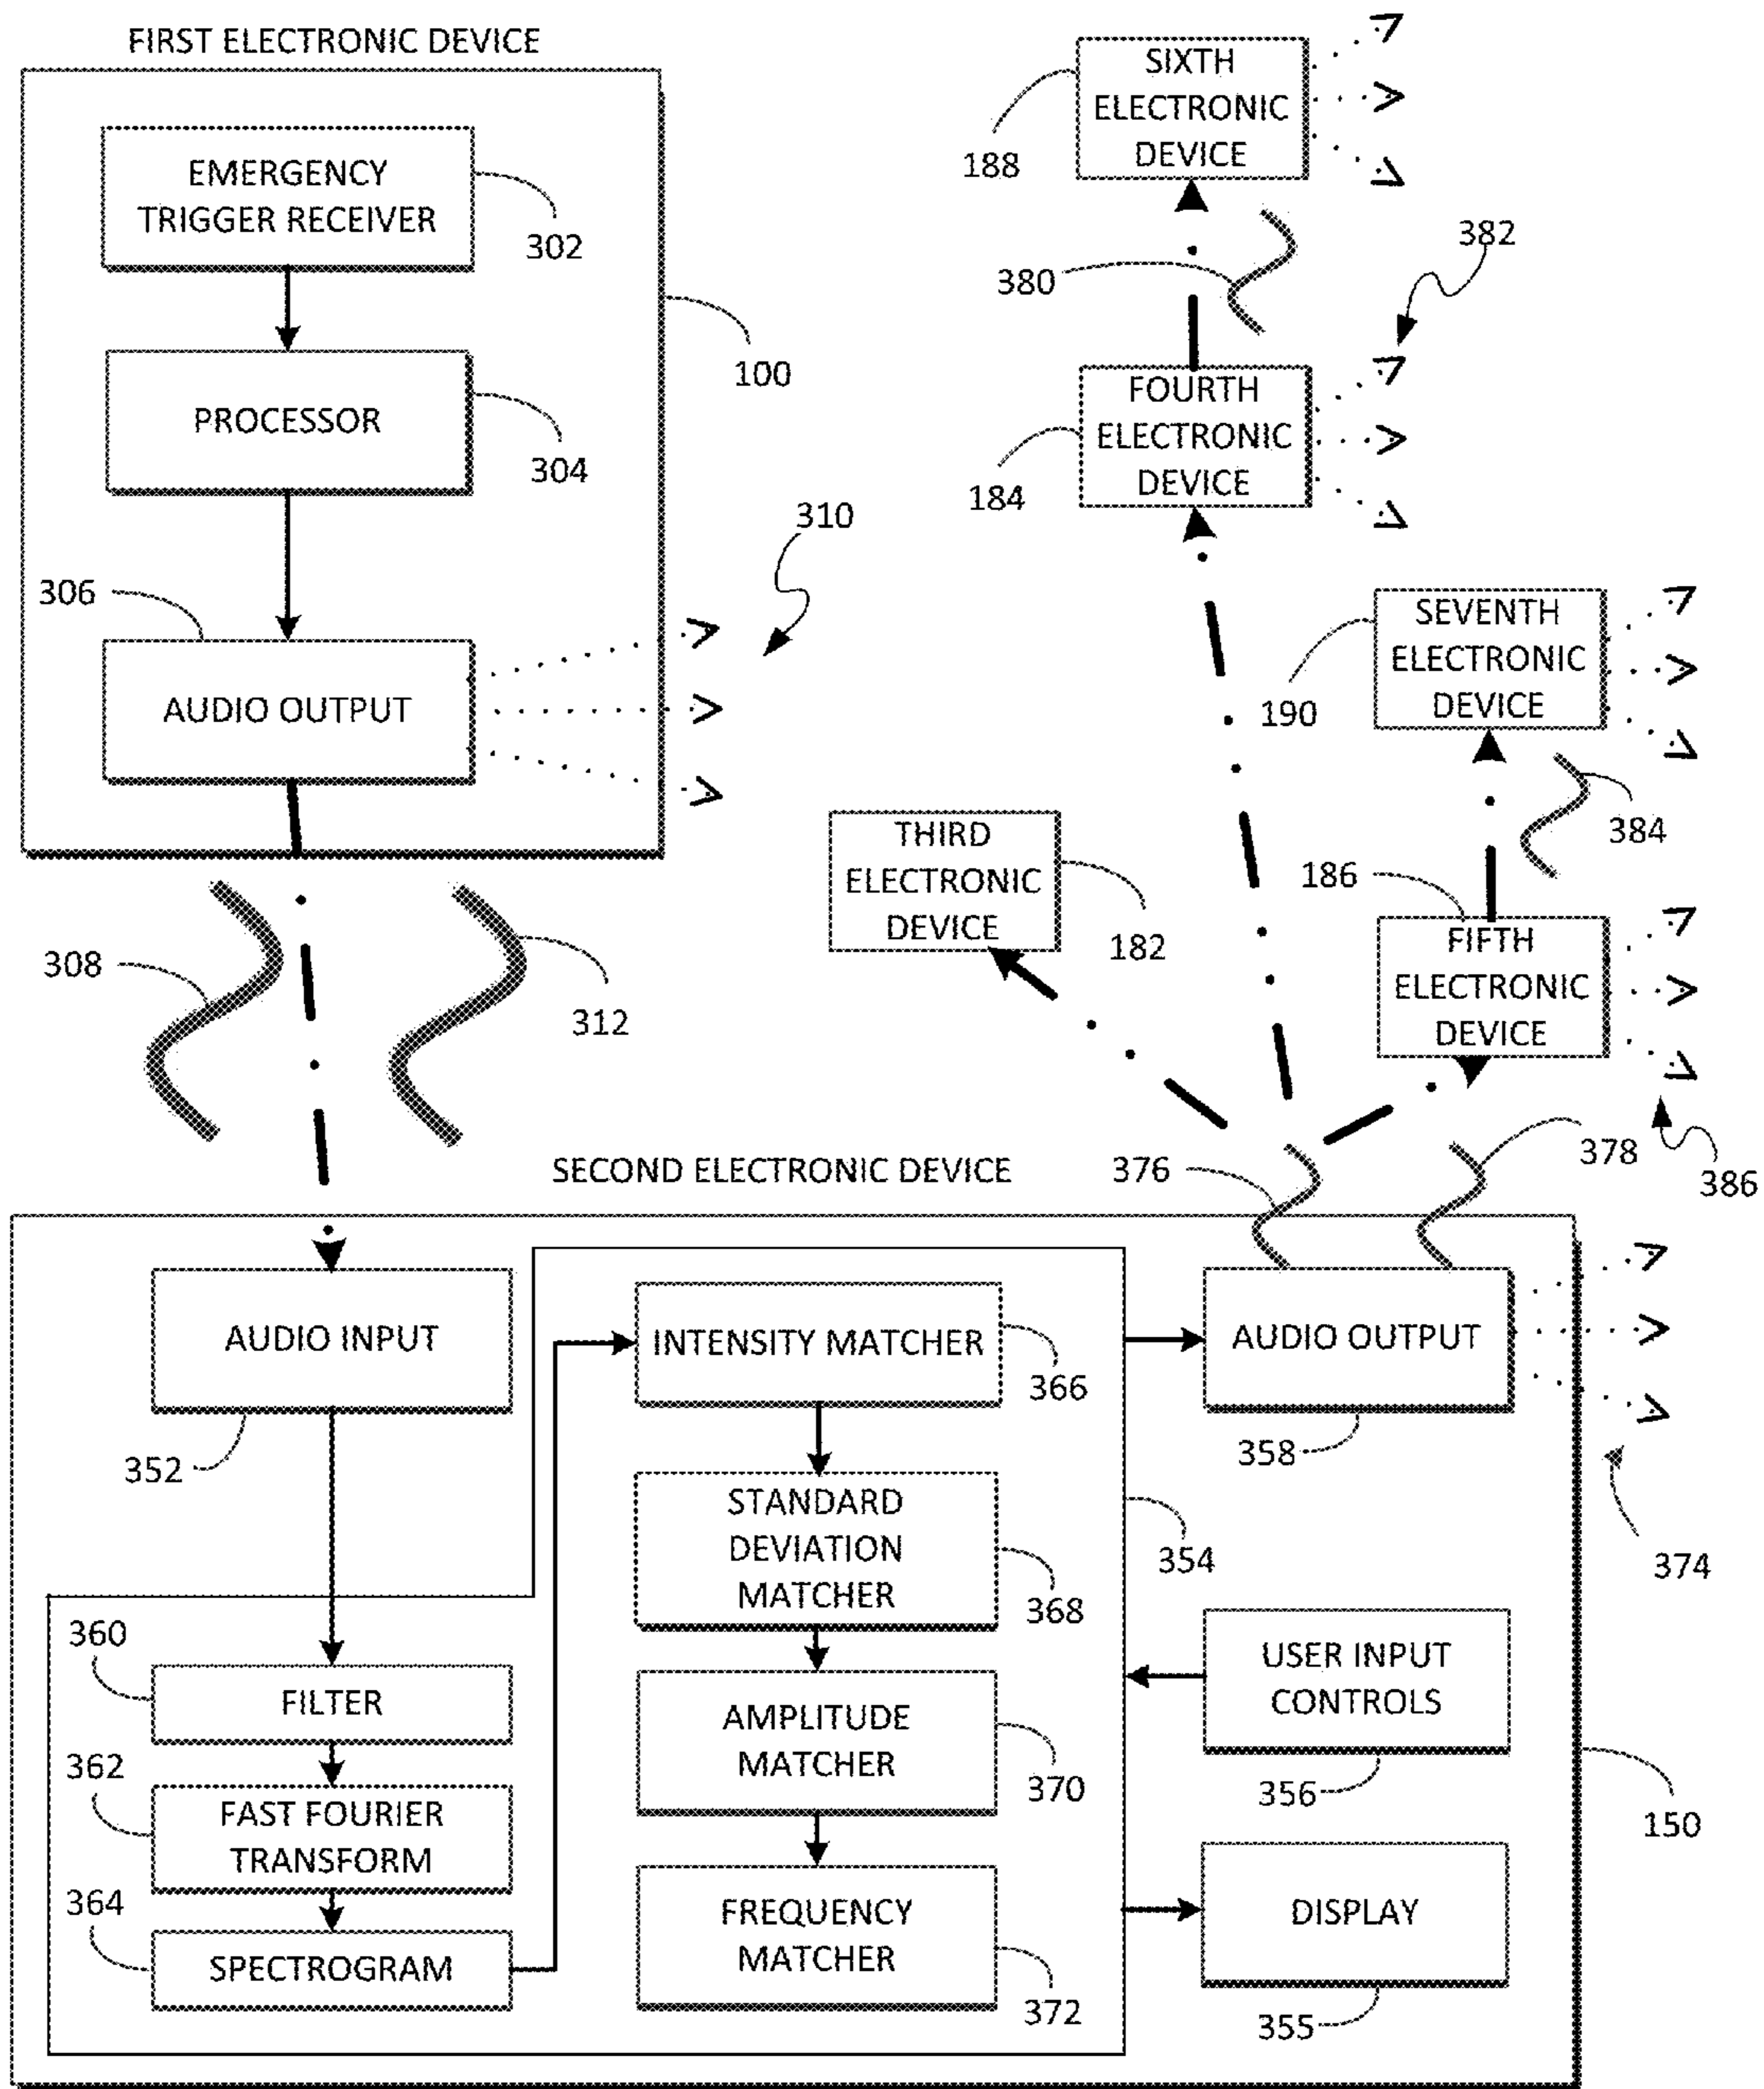 FIRST ELECTRONIC DEVICE
EMERGENCY
TRIGGER RECEIVER
302
PROCESSOR
304
100
306
AUDIO OUTPUT
310
308
312
SIXTH
ELECTRONIC
DEVICE
188
380
382
FOURTH
ELECTRONIC
DEVICE
184
SEVENTH
ELECTRONIC
DEVICE
190
384
THIRD
ELECTRONIC
DEVICE
182
186
FIFTH
ELECTRONIC
DEVICE
386
376
378
SECOND ELECTRONIC DEVICE
AUDIO INPUT
352
360
FILTER
362
FAST FOURIER
TRANSFORM
364
SPECTROGRAM
INTENSITY MATCHER
366
STANDARD
DEVIATION
MATCHER
368
AMPLITUDE
MATCHER
370
FREQUENCY
MATCHER
372
354
AUDIO OUTPUT
358
374
USER INPUT
CONTROLS
356
150
DISPLAY
355